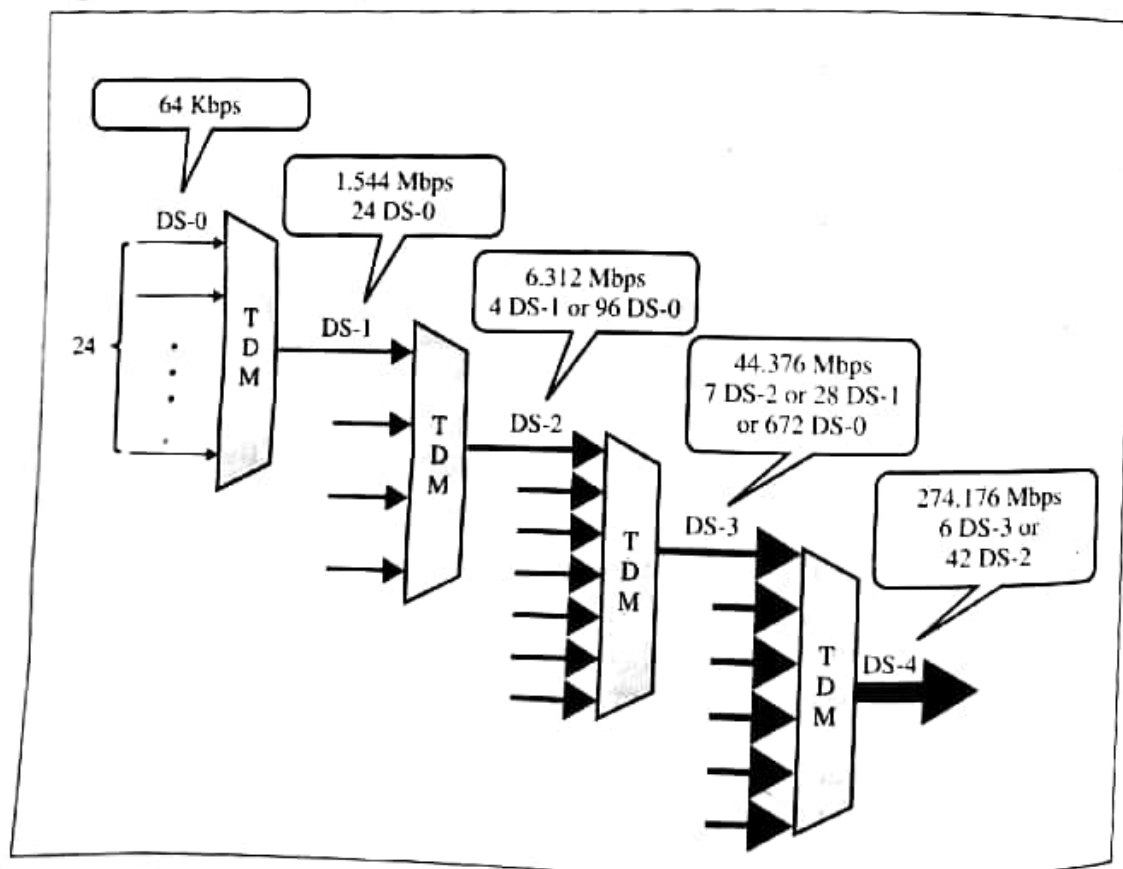 64 Kbps
DS-0
1.544 Mbps
24 DS-0
24
T
D
M
DS-1
6.312 Mbps
4 DS-1 or 96 DS-0
T
D
M
DS-2
44.376 Mbps
7 DS-2 or 28 DS-1
or 672 DS-0
T
D
M
DS-3
274.176 Mbps
6 DS-3 or
42 DS-2
T
D
M
DS-4